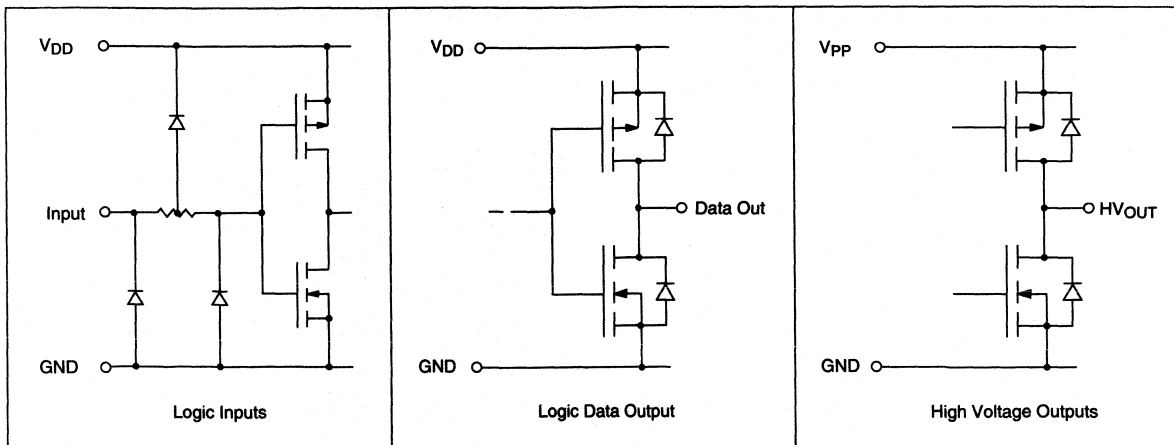 VDD
Input
GND
Logic Inputs
VDD
Data Out
GND
Logic Data Output
VPP
HVOUT
GND
High Voltage Outputs